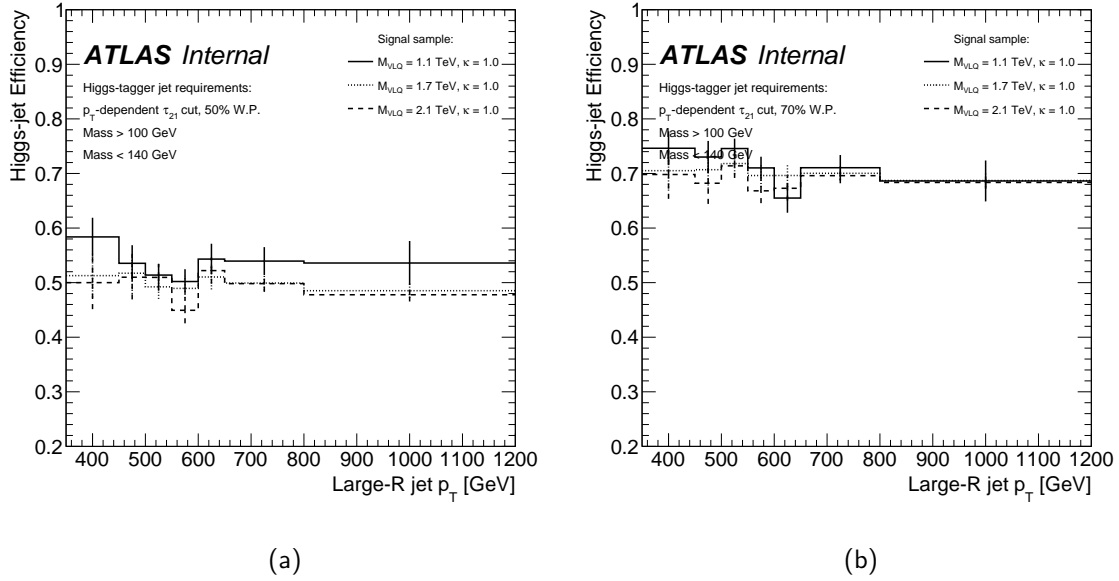 Higgs-jet Efficiency
1
0.9
0.8
0.7
0.6
0.5
0.4
0.3
0.2
ATLAS Internal
Higgs-tagger jet requirements:
p_T-dependent τ_21 cut, 50% W.P.
Mass > 100 GeV
Mass < 140 GeV
Signal sample:
M_VLQ = 1.1 TeV, κ = 1.0
M_VLQ = 1.7 TeV, κ = 1.0
M_VLQ = 2.1 TeV, κ = 1.0
400 500 600 700 800 900 1000 1100 1200
Large-R jet p_T [GeV]
(a)
Higgs-jet Efficiency
1
0.9
0.8
0.7
0.6
0.5
0.4
0.3
0.2
ATLAS Internal
Higgs-tagger jet requirements:
p_T-dependent τ_21 cut, 70% W.P.
Mass > 100 GeV
Mass < 140 GeV
Signal sample:
M_VLQ = 1.1 TeV, κ = 1.0
M_VLQ = 1.7 TeV, κ = 1.0
M_VLQ = 2.1 TeV, κ = 1.0
400 500 600 700 800 900 1000 1100 1200
Large-R jet p_T [GeV]
(b)